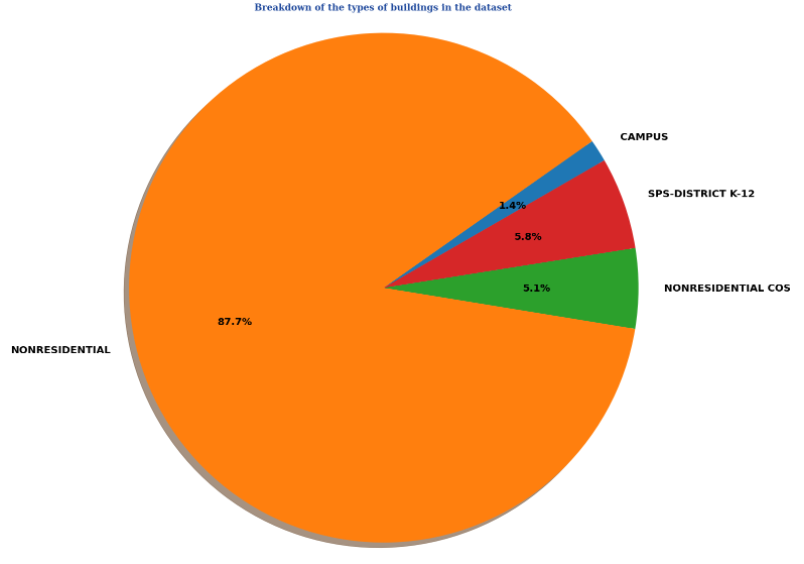 Breakdown of the types of buildings in the dataset
CAMPUS
SPS-DISTRICT K-12
1.4%
5.8%
NONRESIDENTIAL COS
5.1%
87.7%
NONRESIDENTIAL